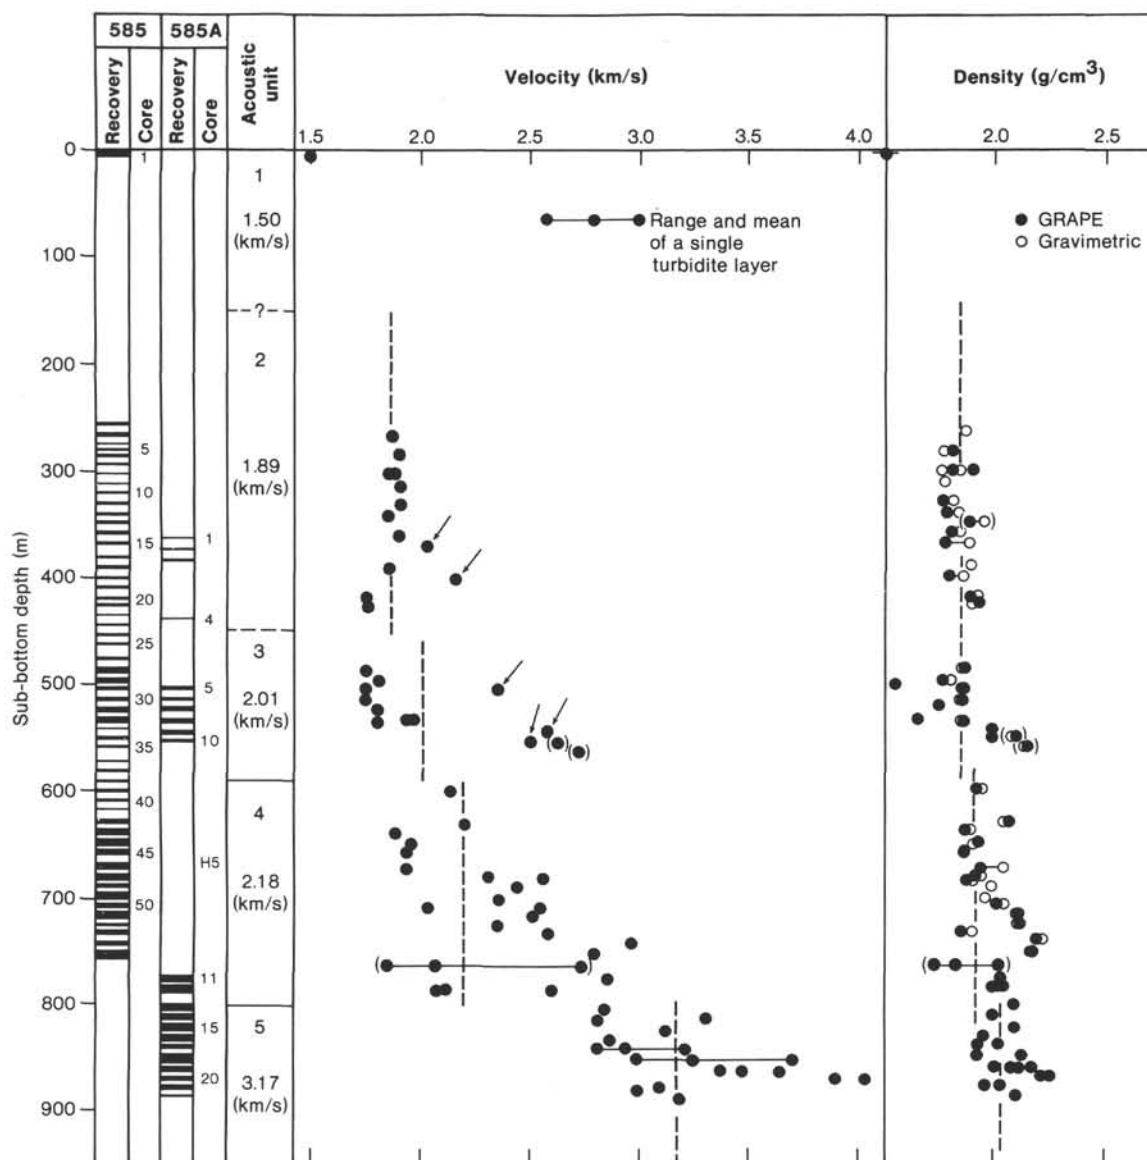 585
585A
Recovery
Core
Recovery
Core
Acoustic
unit
Velocity (km/s)
Density (g/cm3)
1.5
2.0
2.5
3.0
3.5
4.0
2.0
2.5
Sub-bottom depth (m)
0
100
200
300
400
500
600
700
800
900
1
5
10
15
20
25
30
35
40
45
50
1
4
5
10
H5
11
15
20
1
1.50
(km/s)
?
2
1.89
(km/s)
3
2.01
(km/s)
4
2.18
(km/s)
5
3.17
(km/s)
Range and mean
of a single
turbidite layer
GRAPE
Gravimetric